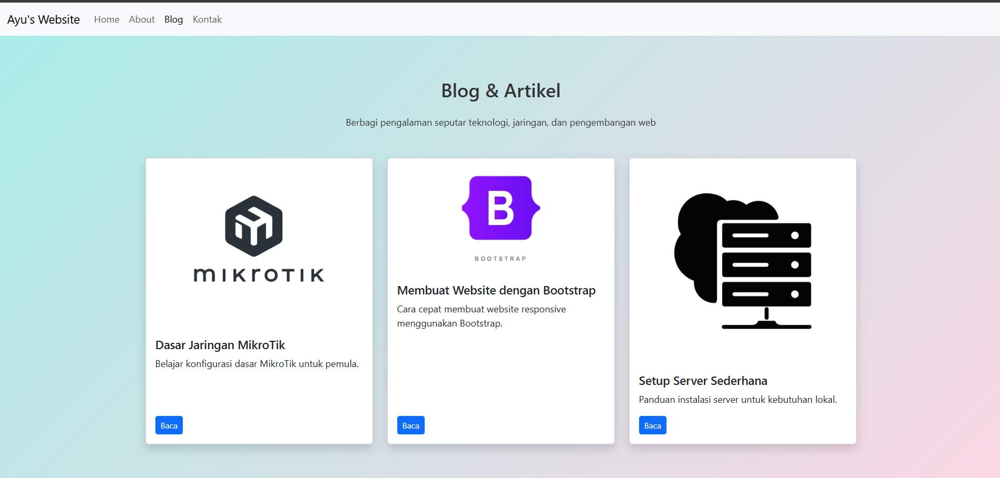 Ayu's Website Home About Blog Kontak
Blog & Artikel
Berbagi pengalaman seputar teknologi, jaringan, dan pengembangan web
mikrotik
Dasar Jaringan MikroTik
Belajar konfigurasi dasar MikroTik untuk pemula.
Baca
B
BOOTSTRAP
Membuat Website dengan Bootstrap
Cara cepat membuat website responsive
menggunakan Bootstrap.
Baca
Setup Server Sederhana
Panduan instalasi server untuk kebutuhan lokal.
Baca